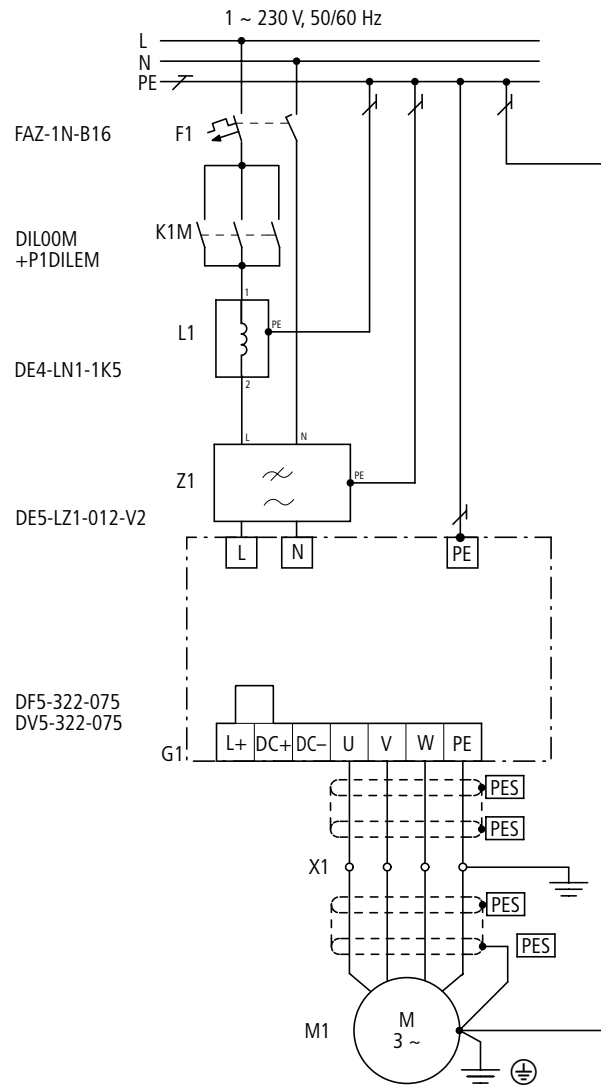 1 ~ 230 V, 50/60 Hz
L
N
PE
FAZ-1N-B16
F1
DIL00M
+P1DILEM
K1M
1
L1
PE
DE4-LN1-1K5
2
L
N
Z1
PE
DE5-LZ1-012-V2
L
N
PE
DF5-322-075
DV5-322-075
G1
L+ DC+ DC– U V W PE
PES
PES
X1
PES
PES
M1
M
3 ~